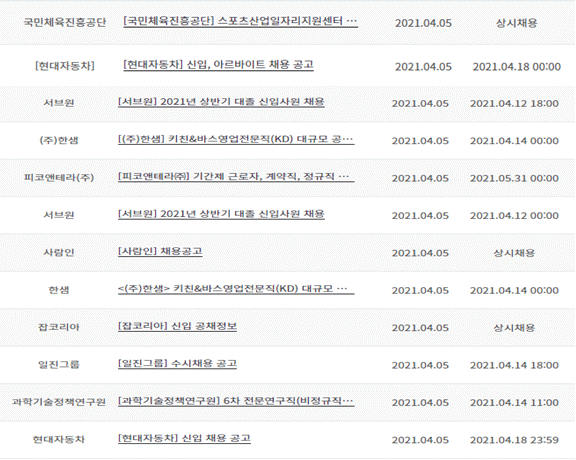 국민체육진흥공단 [국민체육진흥공단] 스포츠산업일자리지원센터 ··· 2021.04.05 상시채용
[현대자동차] [현대자동차] 신입, 아르바이트 채용 공고 2021.04.05 2021.04.18 00:00
서브원 [서브원] 2021년 상반기 대졸 신입사원 채용 2021.04.05 2021.04.12 18:00
(주)한샘 [(주)한샘] 키친&바스영업전문직(KD) 대규모 공··· 2021.04.05 2021.04.14 00:00
피코앤테라(주) [피코앤테라㈜] 기간제 근로자, 계약직, 정규직 ··· 2021.04.05 2021.05.31 00:00
서브원 [서브원] 2021년 상반기 대졸 신입사원 채용 2021.04.05 2021.04.12 00:00
사람인 [사람인] 채용공고 2021.04.05 상시채용
한샘 <(주)한샘> 키친&바스영업전문직(KD) 대규모 ··· 2021.04.05 2021.04.14 00:00
잡코리아 [잡코리아] 신입 공채정보 2021.04.05 상시채용
일진그룹 [일진그룹] 수시채용 공고 2021.04.05 2021.04.14 18:00
과학기술정책연구원 [과학기술정책연구원] 6차 전문연구직(비정규직··· 2021.04.05 2021.04.14 11:00
현대자동차 [현대자동차] 신입 채용 공고 2021.04.05 2021.04.18 23:59